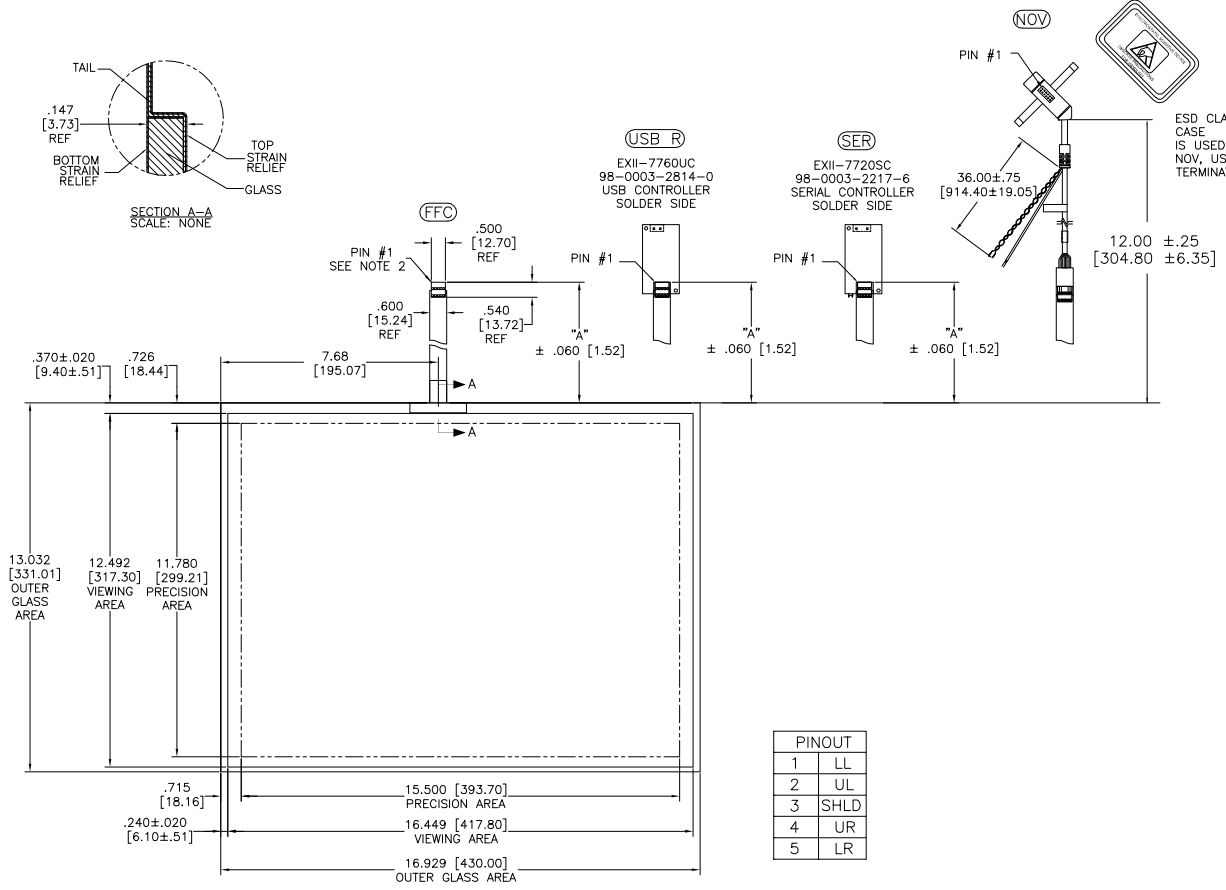 NOV
PIN #1
TAIL
.147
[3.73]
REF
BOTTOM
STRAIN
RELIEF
TOP
STRAIN
RELIEF
GLASS
SECTION A–A
SCALE: NONE
USB R
EXII–7760UC
98–0003–2814–0
USB CONTROLLER
SOLDER SIDE
SER
EXII–7720SC
98–0003–2217–6
SERIAL CONTROLLER
SOLDER SIDE
ESD CLA
CASE
IS USED
NOV, US
TERMINA
36.00±.75
[914.40±19.05]
12.00 ±.25
[304.80 ±6.35]
FFC
.500
[12.70]
REF
PIN #1
SEE NOTE 2
PIN #1
PIN #1
.600
[15.24]
REF
.540
[13.72]
REF
"A"
± .060 [1.52]
"A"
± .060 [1.52]
"A"
± .060 [1.52]
.370±.020
[9.40±.51]
.726
[18.44]
7.68
[195.07]
A
A
13.032
[331.01]
OUTER
GLASS
AREA
12.492
[317.30]
VIEWING
AREA
11.780
[299.21]
PRECISION
AREA
.715
[18.16]
15.500 [393.70]
PRECISION AREA
.240±.020
[6.10±.51]
16.449 [417.80]
VIEWING AREA
16.929 [430.00]
OUTER GLASS AREA
PINOUT
1 LL
2 UL
3 SHLD
4 UR
5 LR